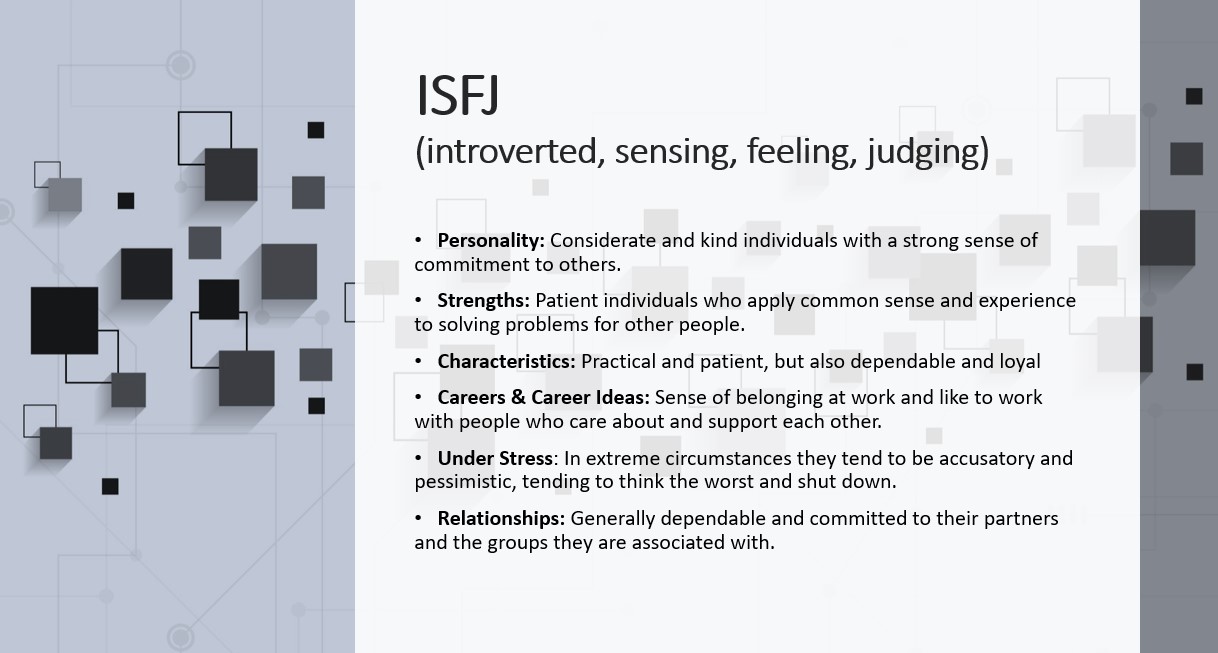 ISFJ
(introverted, sensing, feeling, judging)
• Personality: Considerate and kind individuals with a strong sense of
commitment to others.
• Strengths: Patient individuals who apply common sense and experience
to solving problems for other people.
• Characteristics: Practical and patient, but also dependable and loyal
• Careers & Career Ideas: Sense of belonging at work and like to work
with people who care about and support each other.
• Under Stress: In extreme circumstances they tend to be accusatory and
pessimistic, tending to think the worst and shut down.
• Relationships: Generally dependable and committed to their partners
and the groups they are associated with.